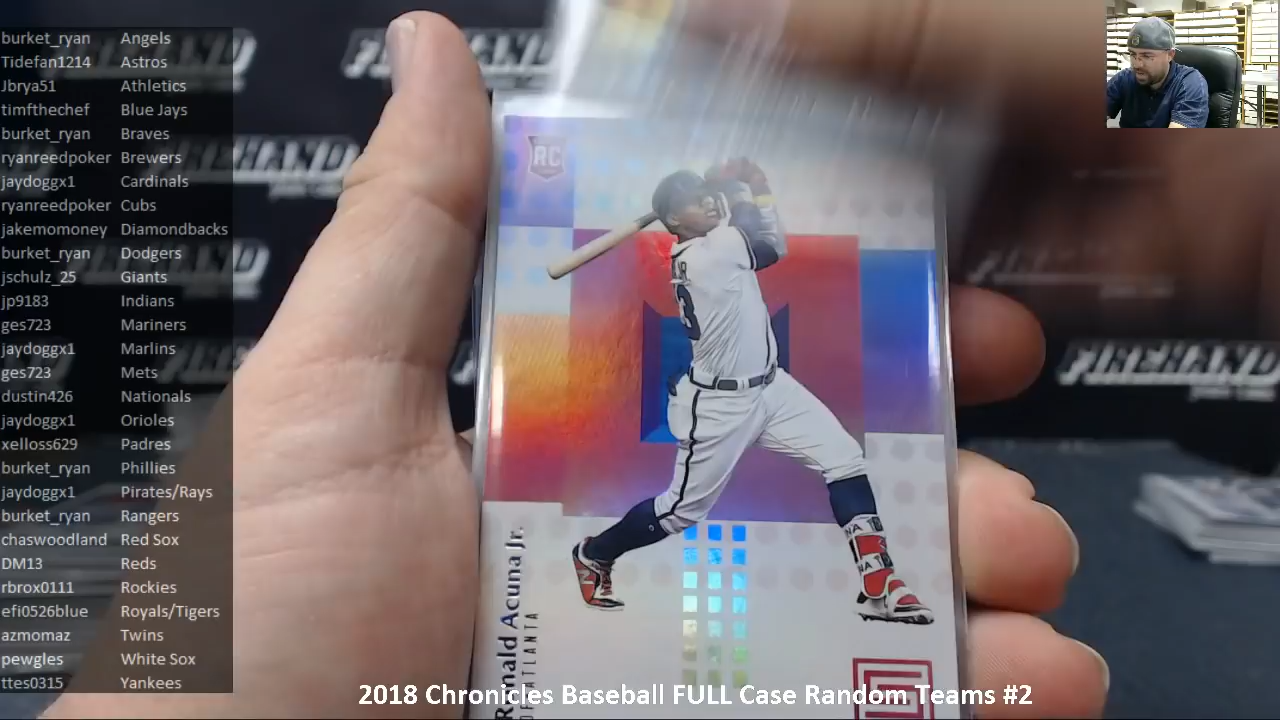 burket_ryan Angels
Tidefan1214 Astros
Jbrya51 Athletics
timfthechef Blue Jays
burket_ryan Braves
ryanreedpoker Brewers
jaydoggx1 Cardinals
ryanreedpoker Cubs
jakemomoney Diamondbacks
burket_ryan Dodgers
jschulz_25 Giants
jp9183 Indians
ges723 Mariners
jaydoggx1 Marlins
ges723 Mets
dustin426 Nationals
jaydoggx1 Orioles
xelloss629 Padres
burket_ryan Phillies
jaydoggx1 Pirates/Rays
burket_ryan Rangers
chaswoodland Red Sox
DM13 Reds
rbrox0111 Rockies
efi0526blue Royals/Tigers
azmomaz Twins
pewgles White Sox
ttes0315 Yankees
RC
Ronald Acuna Jr.
OF ATLANTA
FIREHAND
2018 Chronicles Baseball FULL Case Random Teams #2